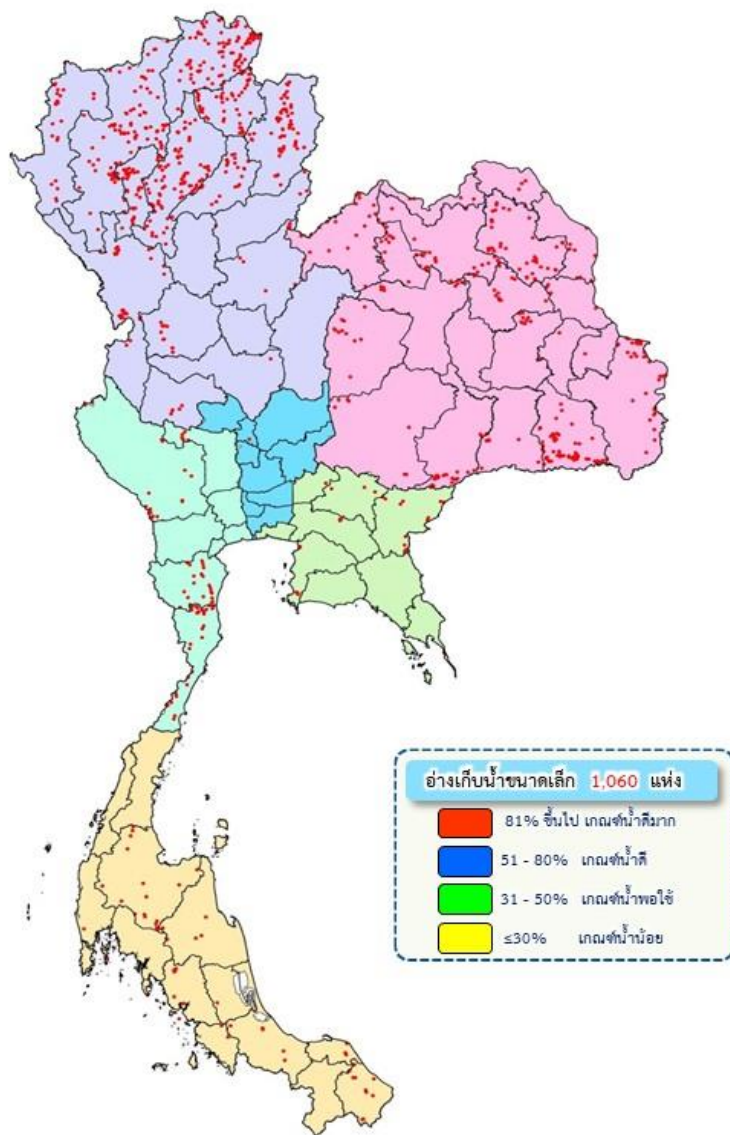 อ่างเก็บน้ำขนาดเล็ก 1,060 แห่ง
81% ขึ้นไป เกณฑ์น้ำดีมาก
51 - 80% เกณฑ์น้ำดี
31 - 50% เกณฑ์น้ำพอใช้
≤30% เกณฑ์น้ำน้อย